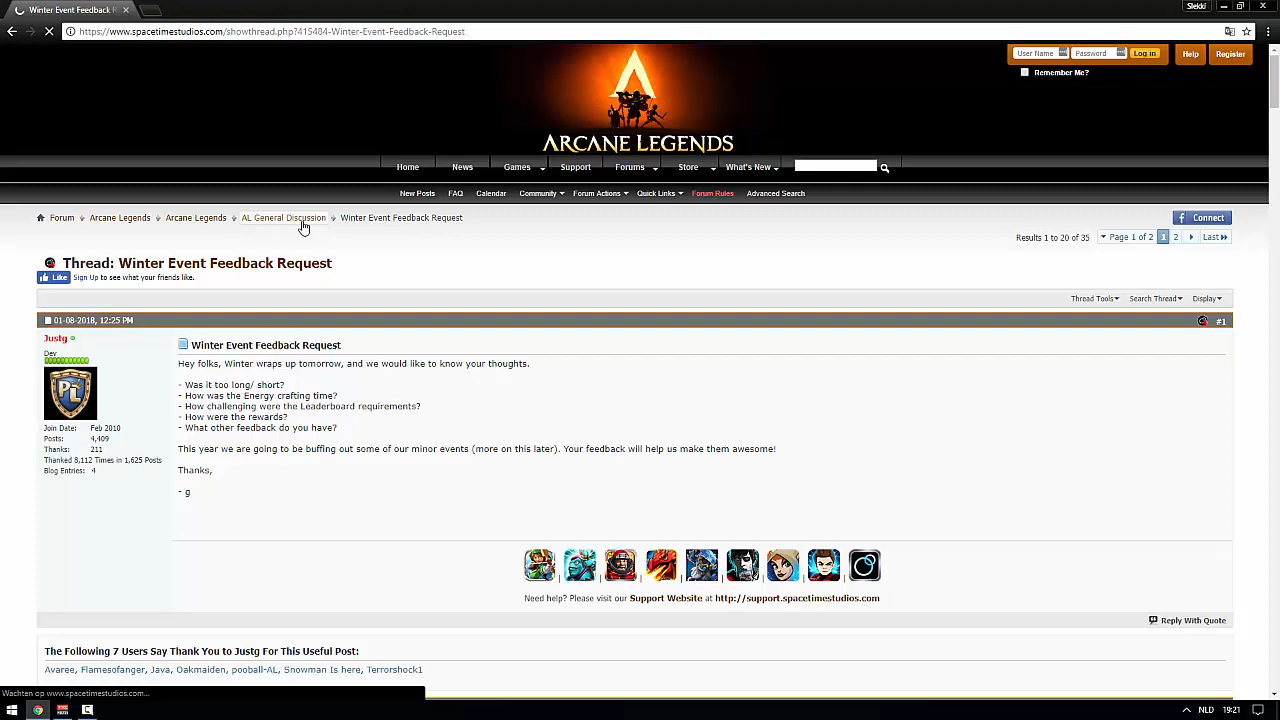 Winter Event Feedback R
Slekki
https://www.spacetimestudios.com/showthread.php?415484-Winter-Event-Feedback-Request
User Name
Password
Log in
Help
Register
Remember Me?
ARCANE LEGENDS
Home
News
Games
Support
Forums
Store
What's New
New Posts
FAQ
Calendar
Community
Forum Actions
Quick Links
Forum Rules
Advanced Search
Forum
Arcane Legends
Arcane Legends
AL General Discussion
Winter Event Feedback Request
f Connect
Results 1 to 20 of 35
Page 1 of 2
1
2
Last
Thread: Winter Event Feedback Request
Like
Sign Up to see what your friends like.
Thread Tools
Search Thread
Display
01-08-2018, 12:25 PM
#1
Justg
Dev
PL
Join Date: Feb 2010
Posts: 4,409
Thanks: 211
Thanked 8,112 Times in 1,625 Posts
Blog Entries: 4
Winter Event Feedback Request
Hey folks, Winter wraps up tomorrow, and we would like to know your thoughts.
- Was it too long/ short?
- How was the Energy crafting time?
- How challenging were the Leaderboard requirements?
- How were the rewards?
- What other feedback do you have?
This year we are going to be buffing out some of our minor events (more on this later). Your feedback will help us make them awesome!
Thanks,
- g
Need help? Please visit our Support Website at http://support.spacetimestudios.com
Reply With Quote
The Following 7 Users Say Thank You to Justg For This Useful Post:
Avaree, Flamesofanger, Java, Oakmaiden, pooball-AL, Snowman Is here, Terrorshock1
Wachten op www.spacetimestudios.com...
NLD
19:21